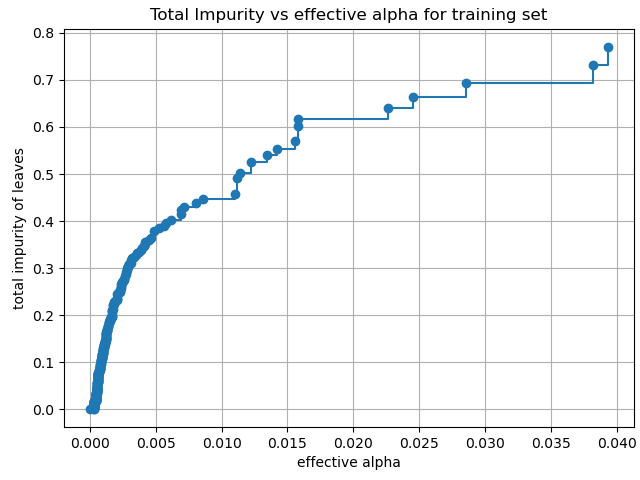 Total Impurity vs effective alpha for training set
total impurity of leaves
0.8
0.7
0.6
0.5
0.4
0.3
0.2
0.1
0.0
0.000 0.005 0.010 0.015 0.020 0.025 0.030 0.035 0.040
effective alpha